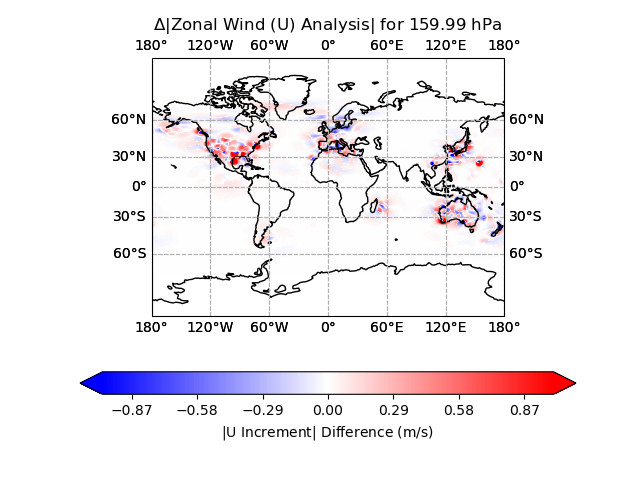 Δ|Zonal Wind (U) Analysis| for 159.99 hPa
180° 120°W 60°W 0° 60°E 120°E 180°
60°N 60°N
30°N 30°N
0° 0°
30°S 30°S
60°S 60°S
180° 120°W 60°W 0° 60°E 120°E 180°
−0.87 −0.58 −0.29 0.00 0.29 0.58 0.87
|U Increment| Difference (m/s)